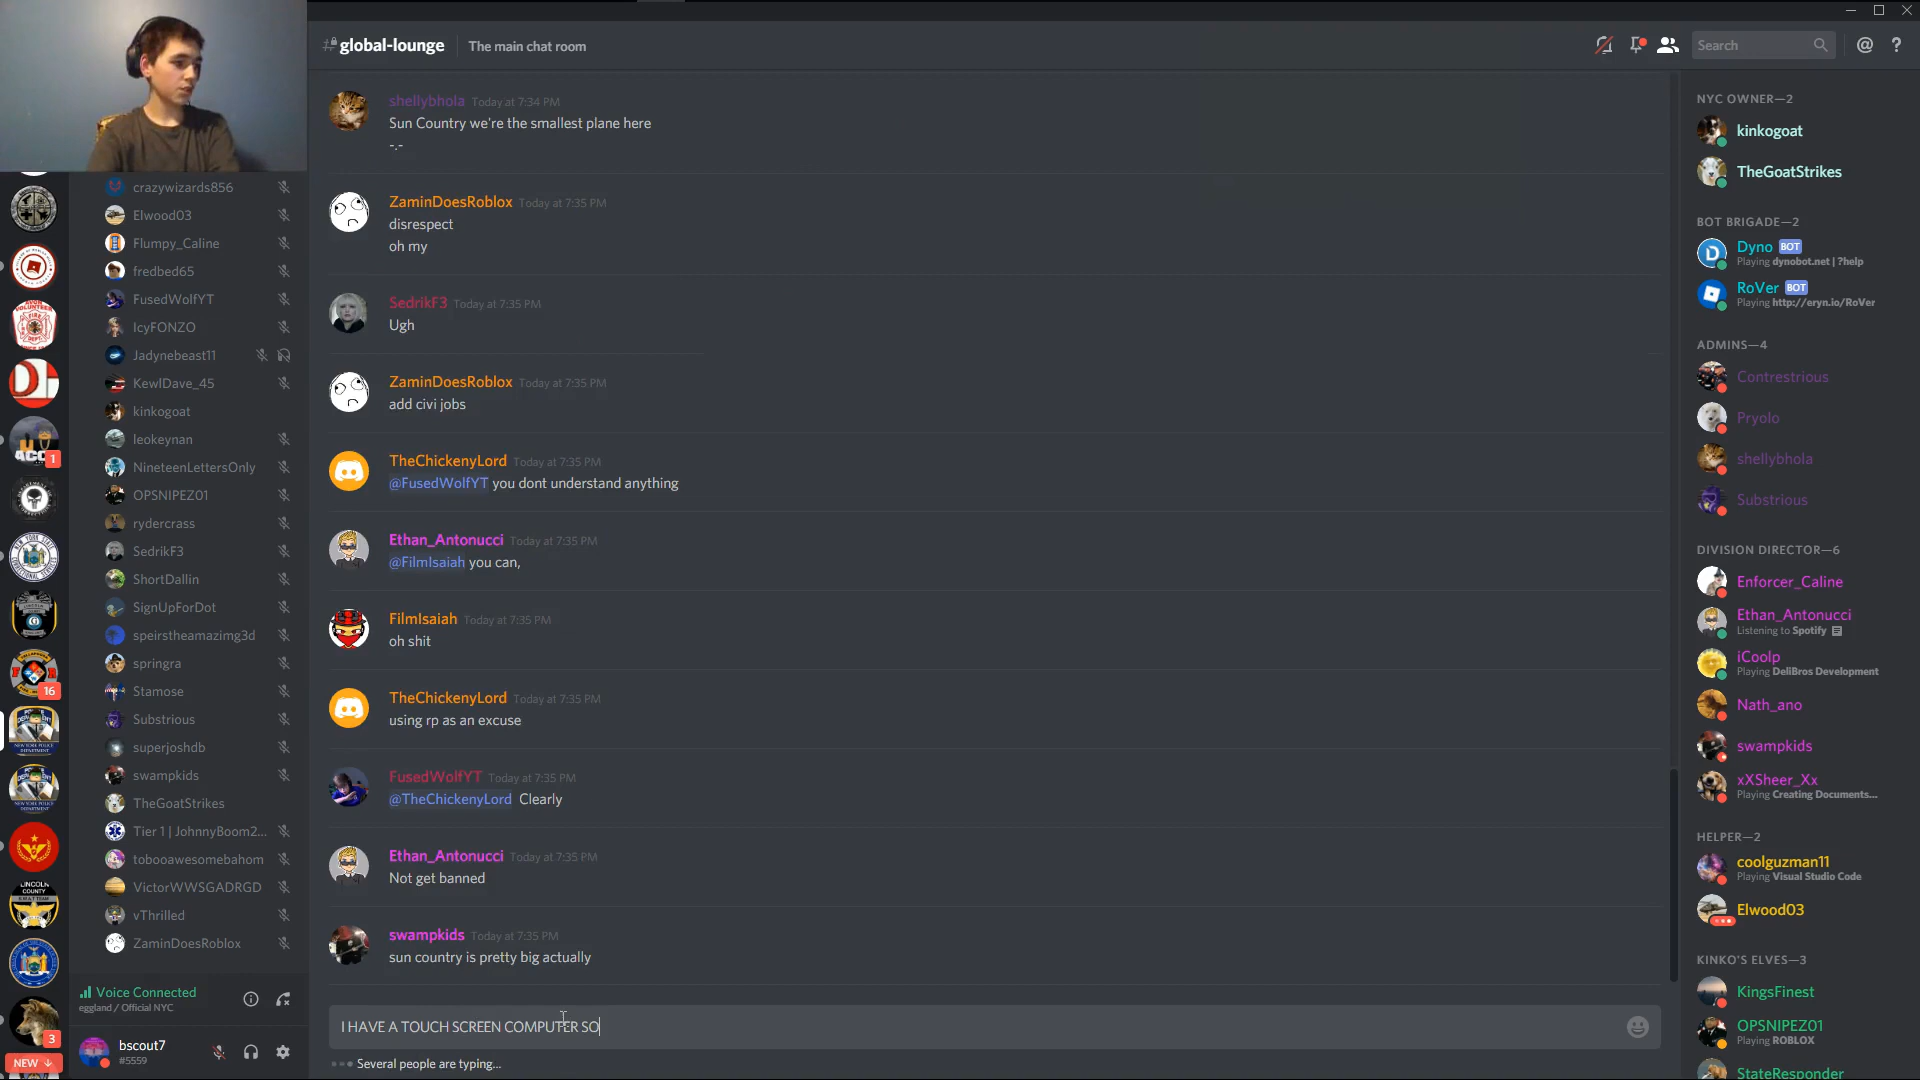 global-lounge
The main chat room
Search
crazywizards856
Elwood03
Flumpy_Caline
fredbed65
FusedWolfYT
IcyFONZO
Jadynebeast11
KewlDave_45
kinkogoat
leokeynan
NineteenLettersOnly
OPSNIPEZ01
rydercrass
SedrikF3
ShortDallin
SignUpForDot
speirstheamazimg3d
springra
Stamose
Substrious
superjoshdb
swampkids
TheGoatStrikes
Tier 1 | JohnnyBoom2...
tobooawesomebahom
VictorWWSGADRGD
vThrilled
ZaminDoesRoblox
Voice Connected
eggland / Official NYC
bscout7
#5559
1
16
3
NEW
shellybhola Today at 7:34 PM
Sun Country we're the smallest plane here
-.-
ZaminDoesRoblox Today at 7:35 PM
disrespect
oh my
SedrikF3 Today at 7:35 PM
Ugh
ZaminDoesRoblox Today at 7:35 PM
add civi jobs
TheChickenyLord Today at 7:35 PM
@FusedWolfYT you dont understand anything
Ethan_Antonucci Today at 7:35 PM
@FilmIsaiah you can,
FilmIsaiah Today at 7:35 PM
oh shit
TheChickenyLord Today at 7:35 PM
using rp as an excuse
FusedWolfYT Today at 7:35 PM
@TheChickenyLord Clearly
Ethan_Antonucci Today at 7:35 PM
Not get banned
swampkids Today at 7:35 PM
sun country is pretty big actually
I HAVE A TOUCH SCREEN COMPUTER SO
Several people are typing...
NYC OWNER—2
kinkogoat
TheGoatStrikes
BOT BRIGADE—2
Dyno BOT
Playing dynobot.net | ?help
RoVer BOT
Playing http://eryn.io/RoVer
ADMINS—4
Contrestrious
Pryolo
shellybhola
Substrious
DIVISION DIRECTOR—6
Enforcer_Caline
Ethan_Antonucci
Listening to Spotify
iCoolp
Playing DeliBros Development
Nath_ano
swampkids
xXSheer_Xx
Playing Creating Documents...
HELPER—2
coolguzman11
Playing Visual Studio Code
Elwood03
KINKO'S ELVES—3
KingsFinest
OPSNIPEZ01
Playing ROBLOX
StateResponder